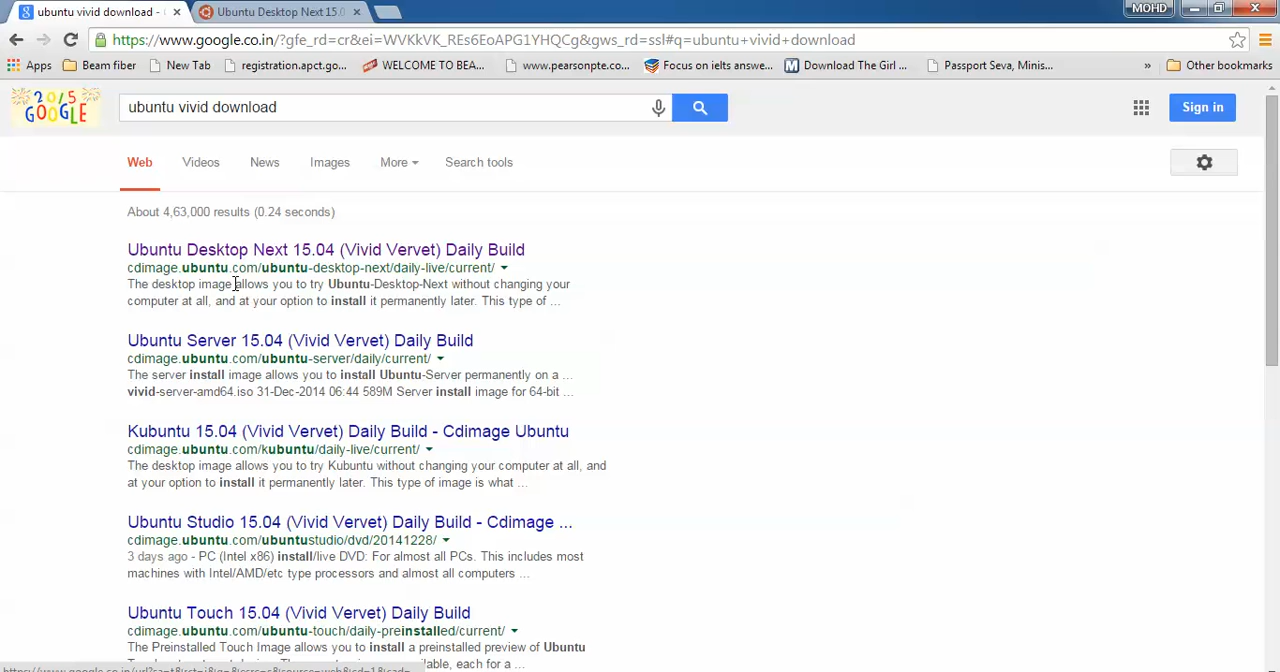 ubuntu vivid download -
Ubuntu Desktop Next 15.0
MOHD
https://www.google.co.in/?gfe_rd=cr&ei=WVKkVK_REs6EoAPG1YHQCg&gws_rd=ssl#q=ubuntu+vivid+download
Apps Beam fiber New Tab registration.apct.go... WELCOME TO BEA... www.pearsonpte.co... Focus on ielts answe... Download The Girl ... Passport Seva, Minis... » Other bookmarks
2015
GOOGLE
ubuntu vivid download
Sign in
Web Videos News Images More Search tools
About 4,63,000 results (0.24 seconds)
Ubuntu Desktop Next 15.04 (Vivid Vervet) Daily Build
cdimage.ubuntu.com/ubuntu-desktop-next/daily-live/current/
The desktop image allows you to try Ubuntu-Desktop-Next without changing your
computer at all, and at your option to install it permanently later. This type of ...
Ubuntu Server 15.04 (Vivid Vervet) Daily Build
cdimage.ubuntu.com/ubuntu-server/daily/current/
The server install image allows you to install Ubuntu-Server permanently on a ...
vivid-server-amd64.iso 31-Dec-2014 06:44 589M Server install image for 64-bit ...
Kubuntu 15.04 (Vivid Vervet) Daily Build - Cdimage Ubuntu
cdimage.ubuntu.com/kubuntu/daily-live/current/
The desktop image allows you to try Kubuntu without changing your computer at all, and
at your option to install it permanently later. This type of image is what ...
Ubuntu Studio 15.04 (Vivid Vervet) Daily Build - Cdimage ...
cdimage.ubuntu.com/ubuntustudio/dvd/20141228/
3 days ago - PC (Intel x86) install/live DVD: For almost all PCs. This includes most
machines with Intel/AMD/etc type processors and almost all computers ...
Ubuntu Touch 15.04 (Vivid Vervet) Daily Build
cdimage.ubuntu.com/ubuntu-touch/daily-preinstalled/current/
The Preinstalled Touch Image allows you to install a preinstalled preview of Ubuntu